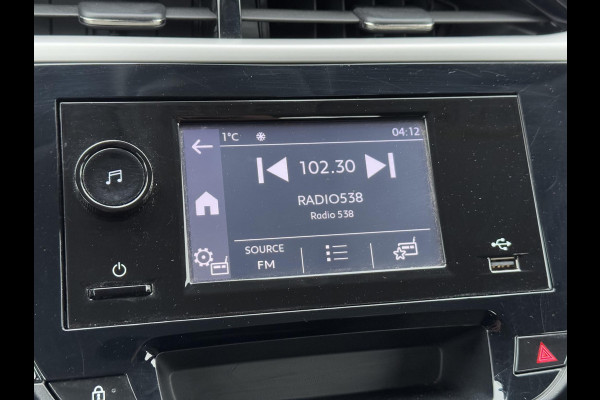 1°C 04:12
102.30
RADIO538
Radio 538
SOURCE
FM